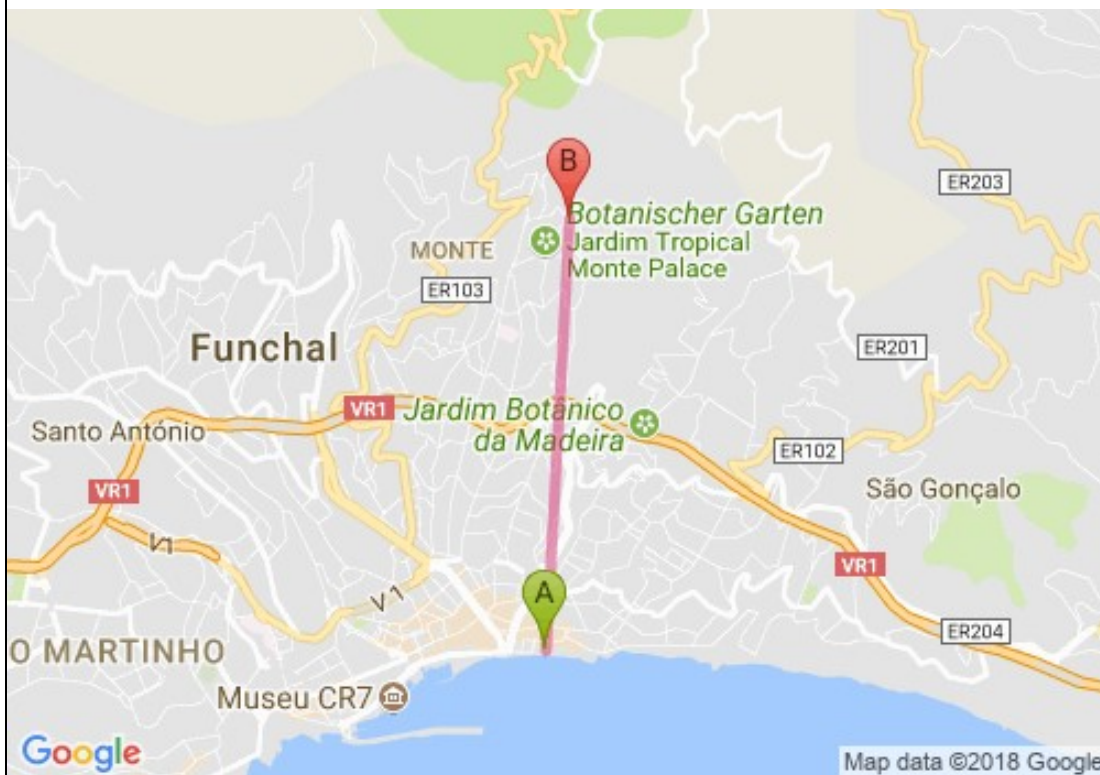 B
ER203
Botanischer Garten
Jardim Tropical
Monte Palace
MONTE
ER103
Funchal
ER201
VR1
Jardim Botânico
da Madeira
Santo António
ER102
São Gonçalo
VR1
V1
VR1
A
V1
ER204
O MARTINHO
Museu CR7
Google
Map data ©2018 Google